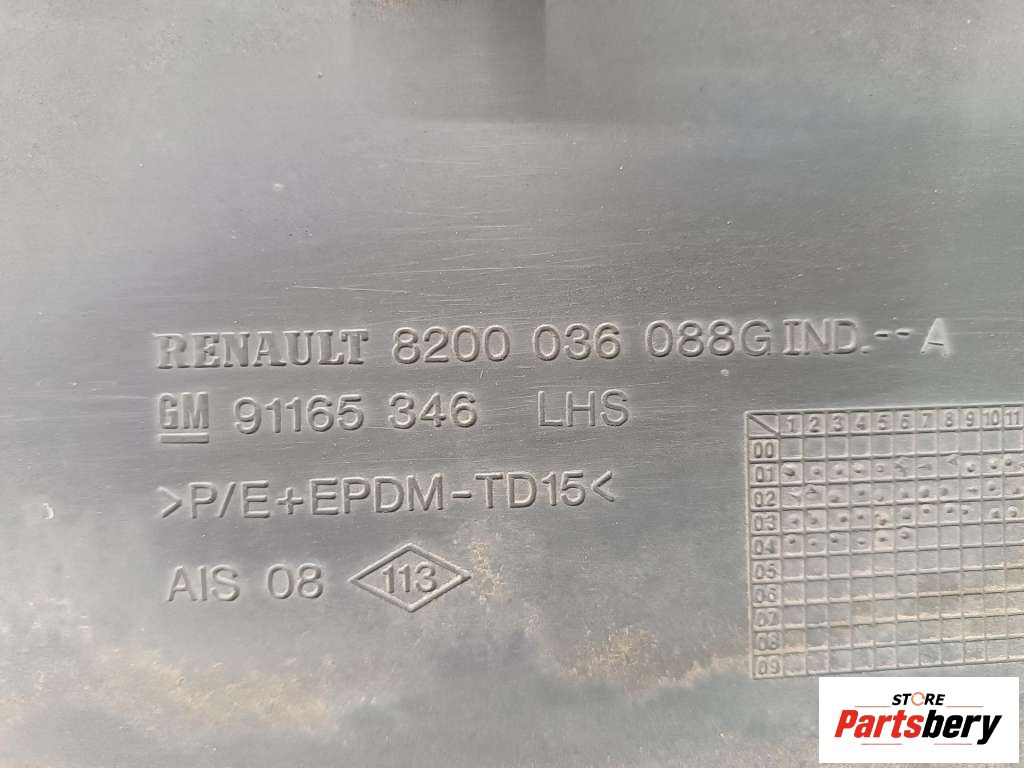 RENAULT 8200 036 088G IND.--A
GM 91165 346 LHS
>P/E+EPDM-TD15<
AIS 08 113
1 2 3 4 5 6 7 8 9 10 11
00
01
02
03
04
05
06
07
08
09
STORE
Partsbery